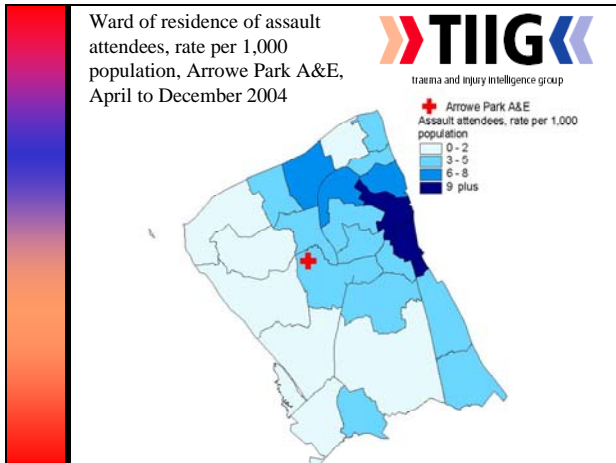 Ward of residence of assault
attendees, rate per 1,000
population, Arrowe Park A&E,
April to December 2004
TIIG
trauma and injury intelligence group
Arrowe Park A&E
Assault attendees, rate per 1,000
population
0 - 2
3 - 5
6 - 8
9 plus